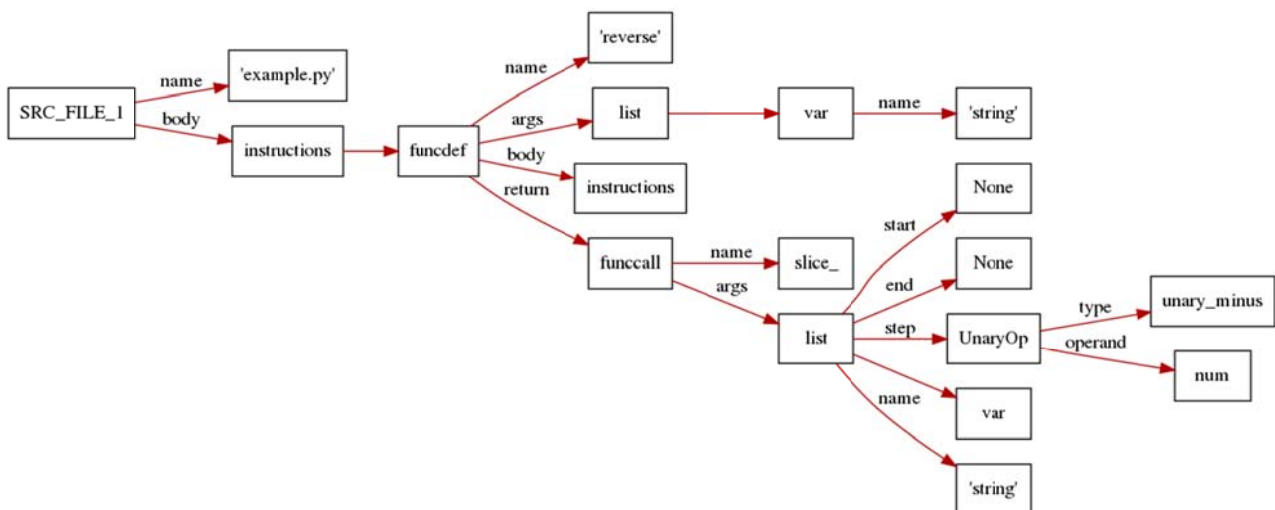 'reverse'
name
'example.py'
name
SRC_FILE_1
body
instructions
funcdef
args
list
var
name
'string'
body
instructions
return
None
start
funccall
name
slice_
None
args
end
unary_minus
type
list
step
UnaryOp
operand
num
name
var
'string'